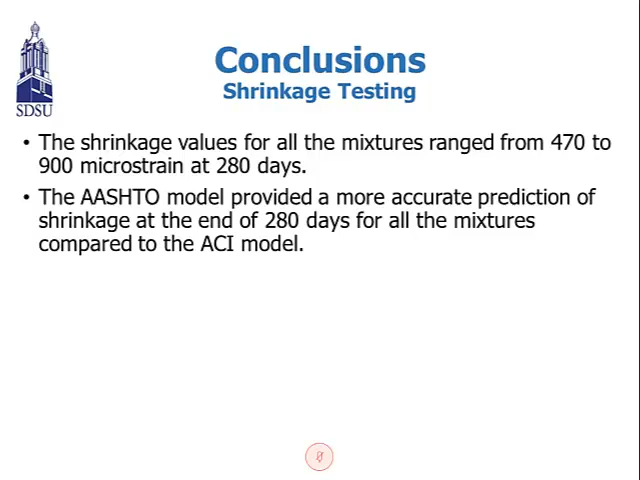 Conclusions
Shrinkage Testing
SDSU
• The shrinkage values for all the mixtures ranged from 470 to
900 microstrain at 280 days.
• The AASHTO model provided a more accurate prediction of
shrinkage at the end of 280 days for all the mixtures
compared to the ACI model.